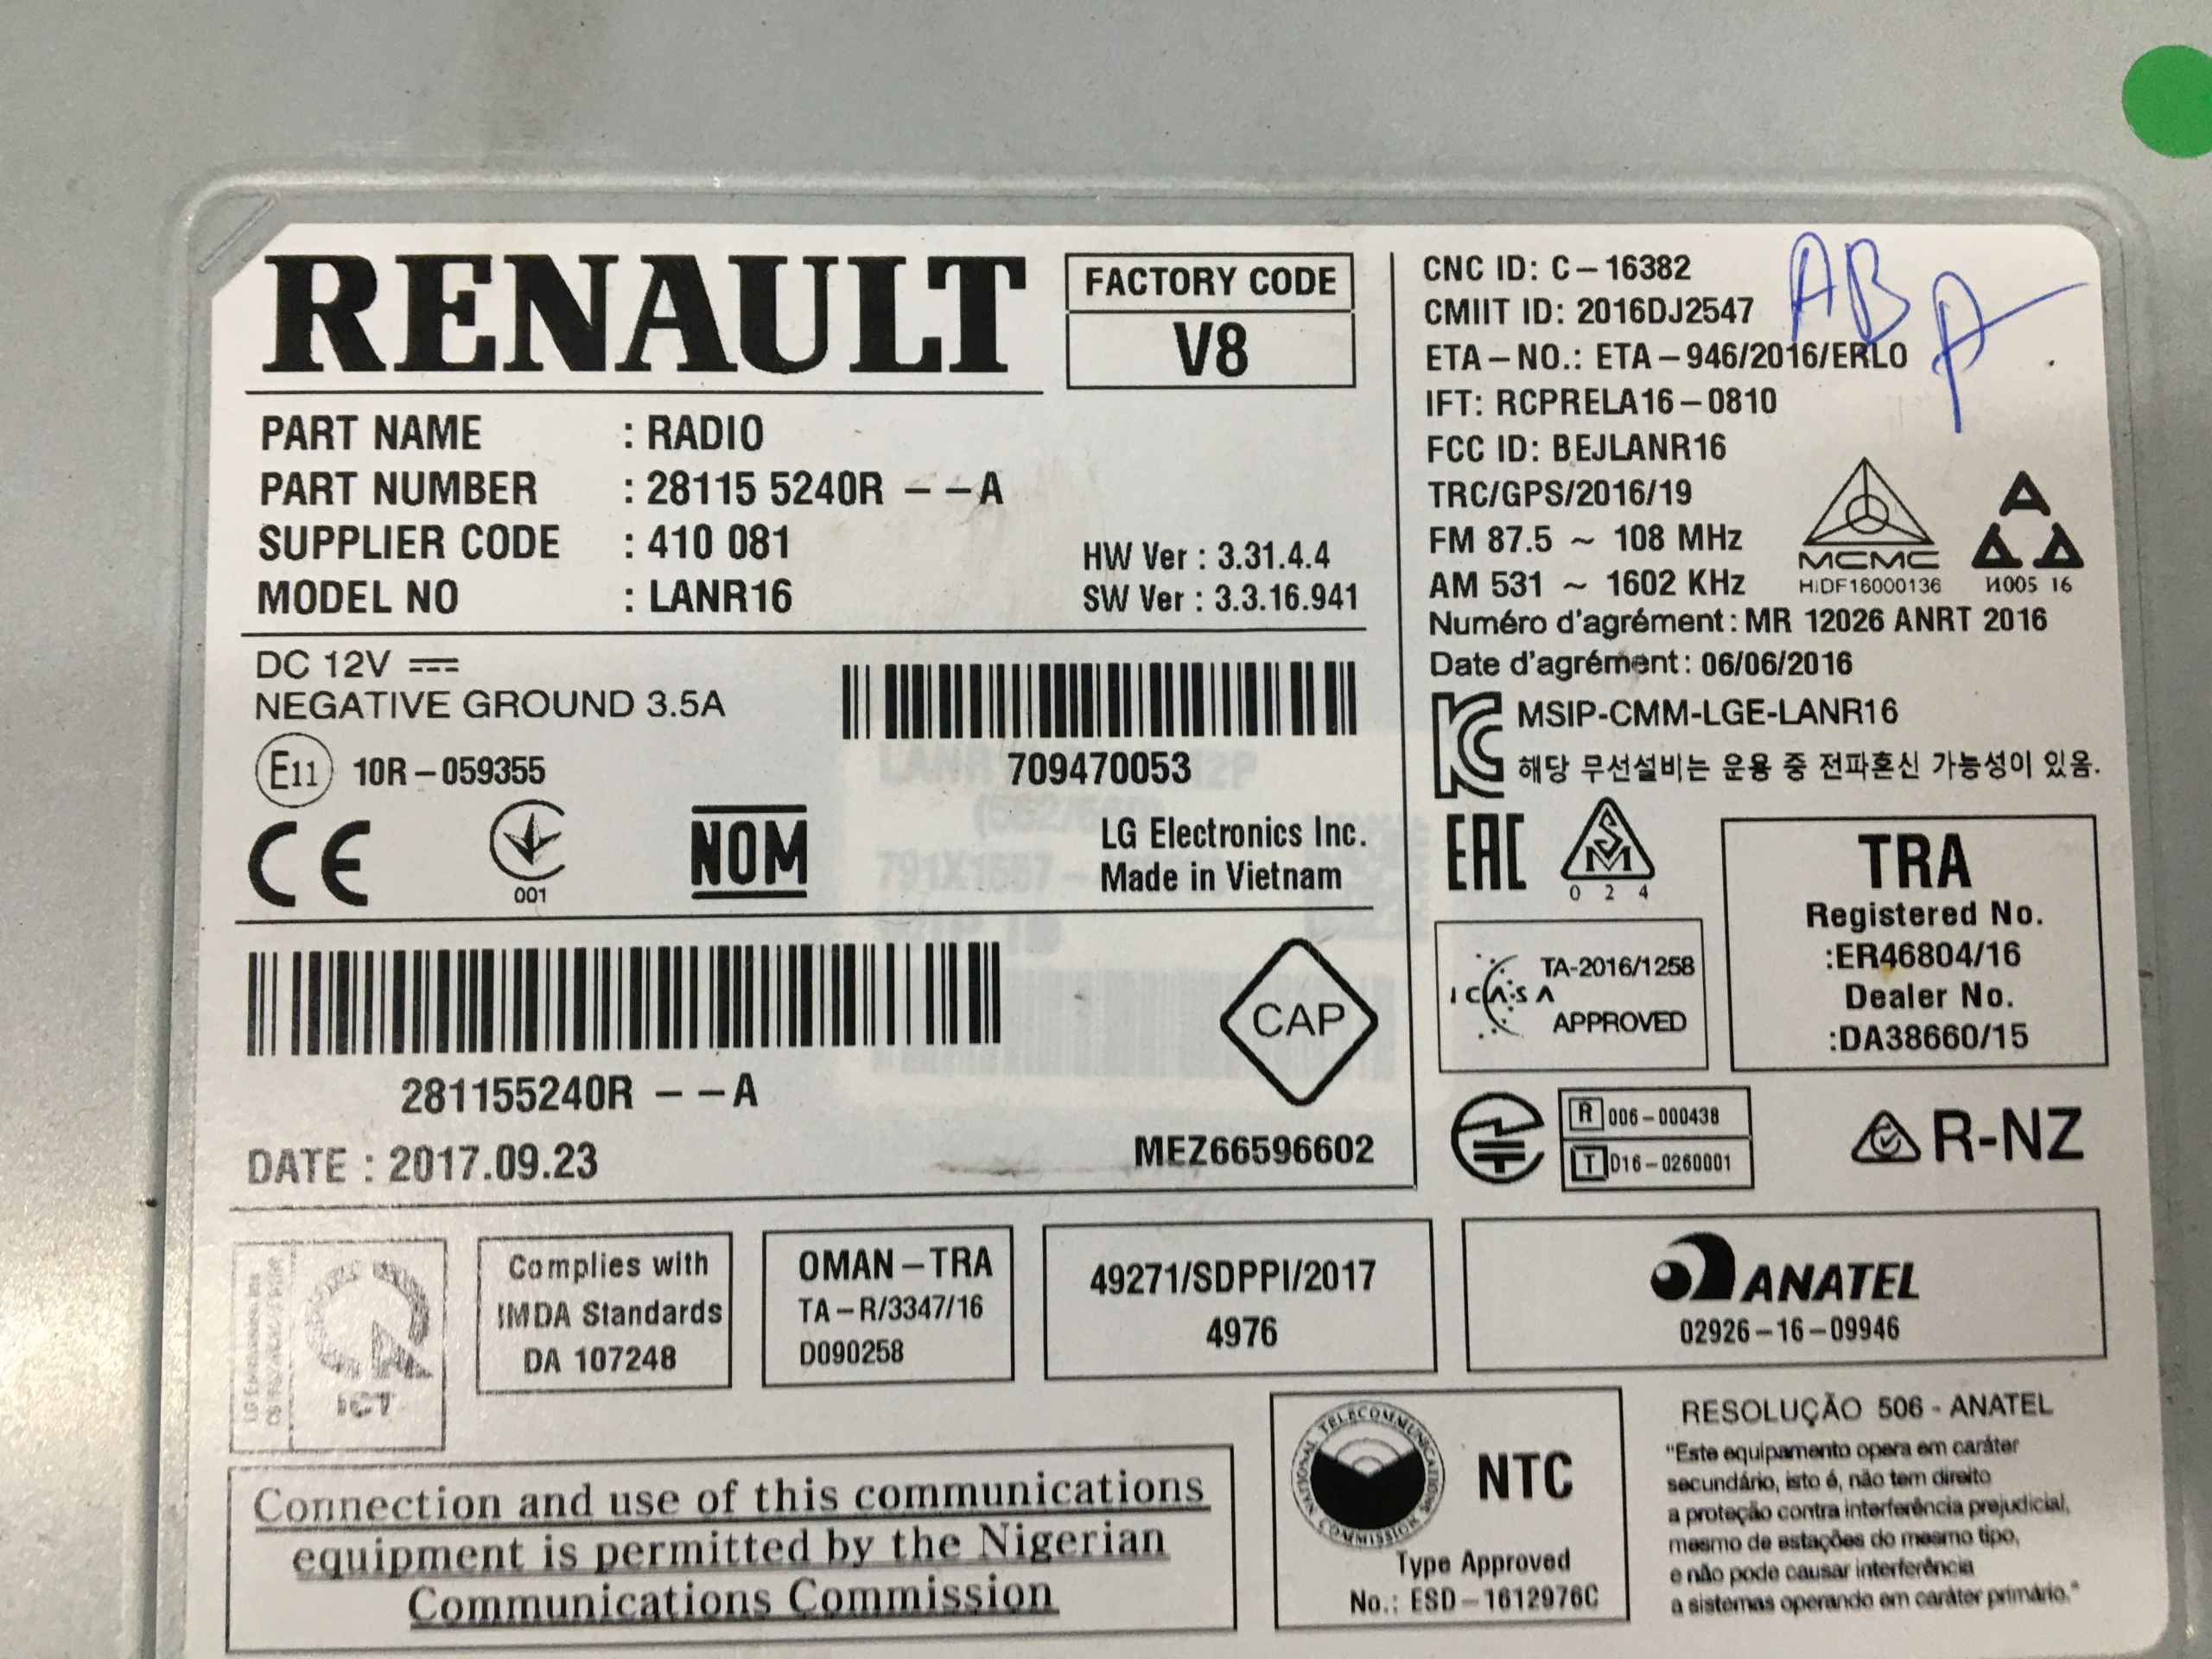 RENAULT
FACTORY CODE
V8
PART NAME : RADIO
PART NUMBER : 28115 5240R – –A
SUPPLIER CODE : 410 081
MODEL NO : LANR16
HW Ver : 3.31.4.4
SW Ver : 3.3.16.941
DC 12V
NEGATIVE GROUND 3.5A
E11 10R–059355
709470053
CE
001
NOM
LG Electronics Inc.
Made in Vietnam
281155240R – –A
CAP
DATE : 2017.09.23
MEZ66596602
CNC ID: C–16382
CMIIT ID: 2016DJ2547
ETA–NO.: ETA–946/2016/ERLO
IFT: RCPRELA16–0810
FCC ID: BEJLANR16
TRC/GPS/2016/19
FM 87.5 ~ 108 MHz
AM 531 ~ 1602 KHz
AB
A
MCMC
HIDF16000136
И005 16
Numéro d'agrément: MR 12026 ANRT 2016
Date d'agrément: 06/06/2016
MSIP-CMM-LGE-LANR16
해당 무선설비는 운용 중 전파혼신 가능성이 있음.
EAC
0 2 4
TRA
Registered No.
:ER46804/16
Dealer No.
:DA38660/15
ICASA
TA-2016/1258
APPROVED
R 006–000438
T D16–0260001
R-NZ
ICT
Complies with
IMDA Standards
DA 107248
OMAN–TRA
TA–R/3347/16
D090258
49271/SDPPI/2017
4976
ANATEL
02926–16–09946
Connection and use of this communications
equipment is permitted by the Nigerian
Communications Commission
NATIONAL TELECOMMUNICATIONS COMMISSION
NTC
Type Approved
No.: ESD–1612976C
RESOLUÇÃO 506 - ANATEL
"Este equipamento opera em caráter
secundário, isto é, não tem direito
a proteção contra interferência prejudicial,
mesmo de estações do mesmo tipo,
e não pode causar interferência
a sistemas operando em caráter primário."